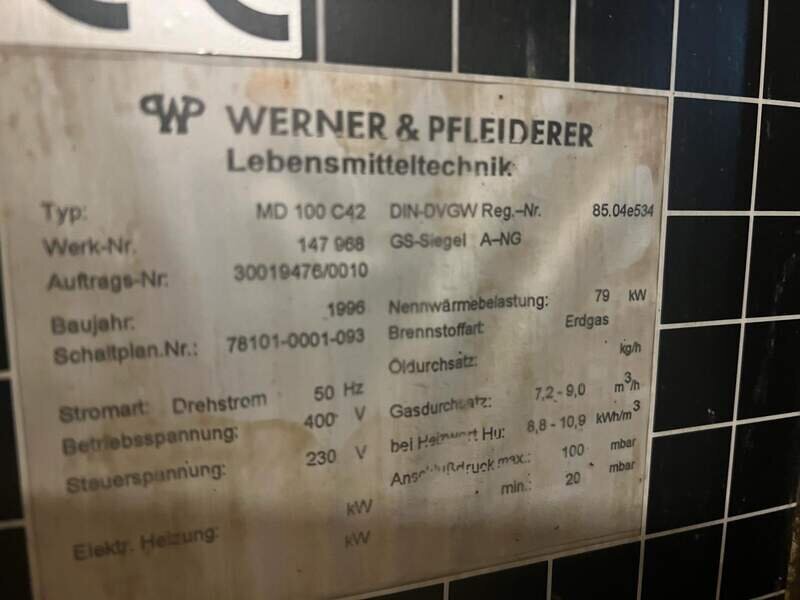 WP WERNER & PFLEIDERER
Lebensmitteltechnik
Typ: MD 100 C42 DIN-DVGW Reg.-Nr. 85.04e534
Werk-Nr. 147 968 GS-Siegel A-NG
Auftrags-Nr. 30019476/0010
Baujahr: 1996 Nennwärmebelastung: 79 kW
Schaltplan.Nr.: 78101-0001-093 Brennstoffart Erdgas
Öldurchsatz: kg/h
Stromart: Drehstrom 50 Hz Gasdurchsatz: 7,2-9,0 m³/h
Betriebsspannung: 400 V bei Heizwert Hu: 8,8-10,9 kWh/m³
Steuerspannung: 230 V Anschlußdruck max.: 100 mbar
min.: 20 mbar
kW
Elektr. Heizung: kW